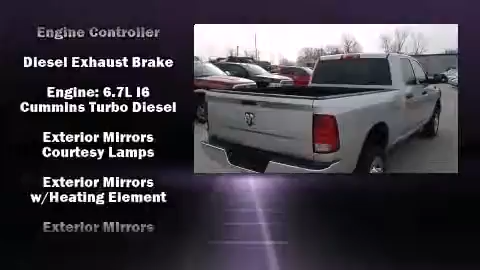 Engine Controller
Diesel Exhaust Brake
Engine: 6.7L I6
Cummins Turbo Diesel
Exterior Mirrors
Courtesy Lamps
Exterior Mirrors
w/Heating Element
Exterior Mirrors